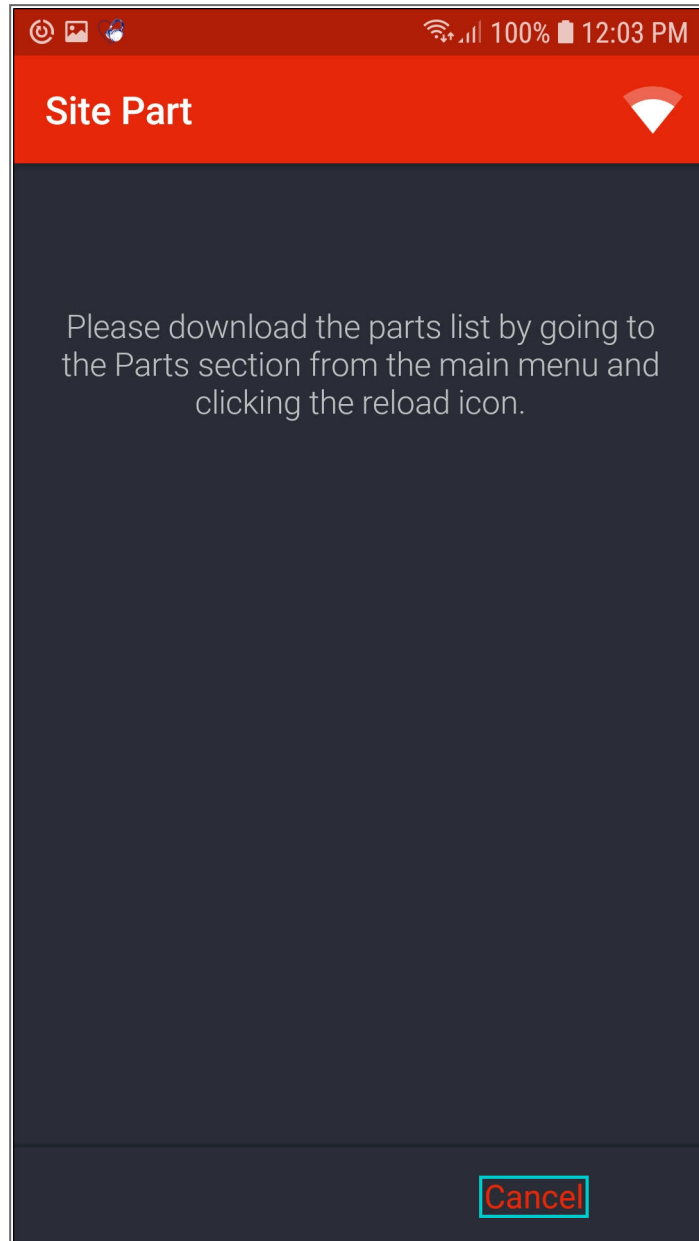 100% 12:03 PM
Site Part
Please download the parts list by going to
the Parts section from the main menu and
clicking the reload icon.
Cancel